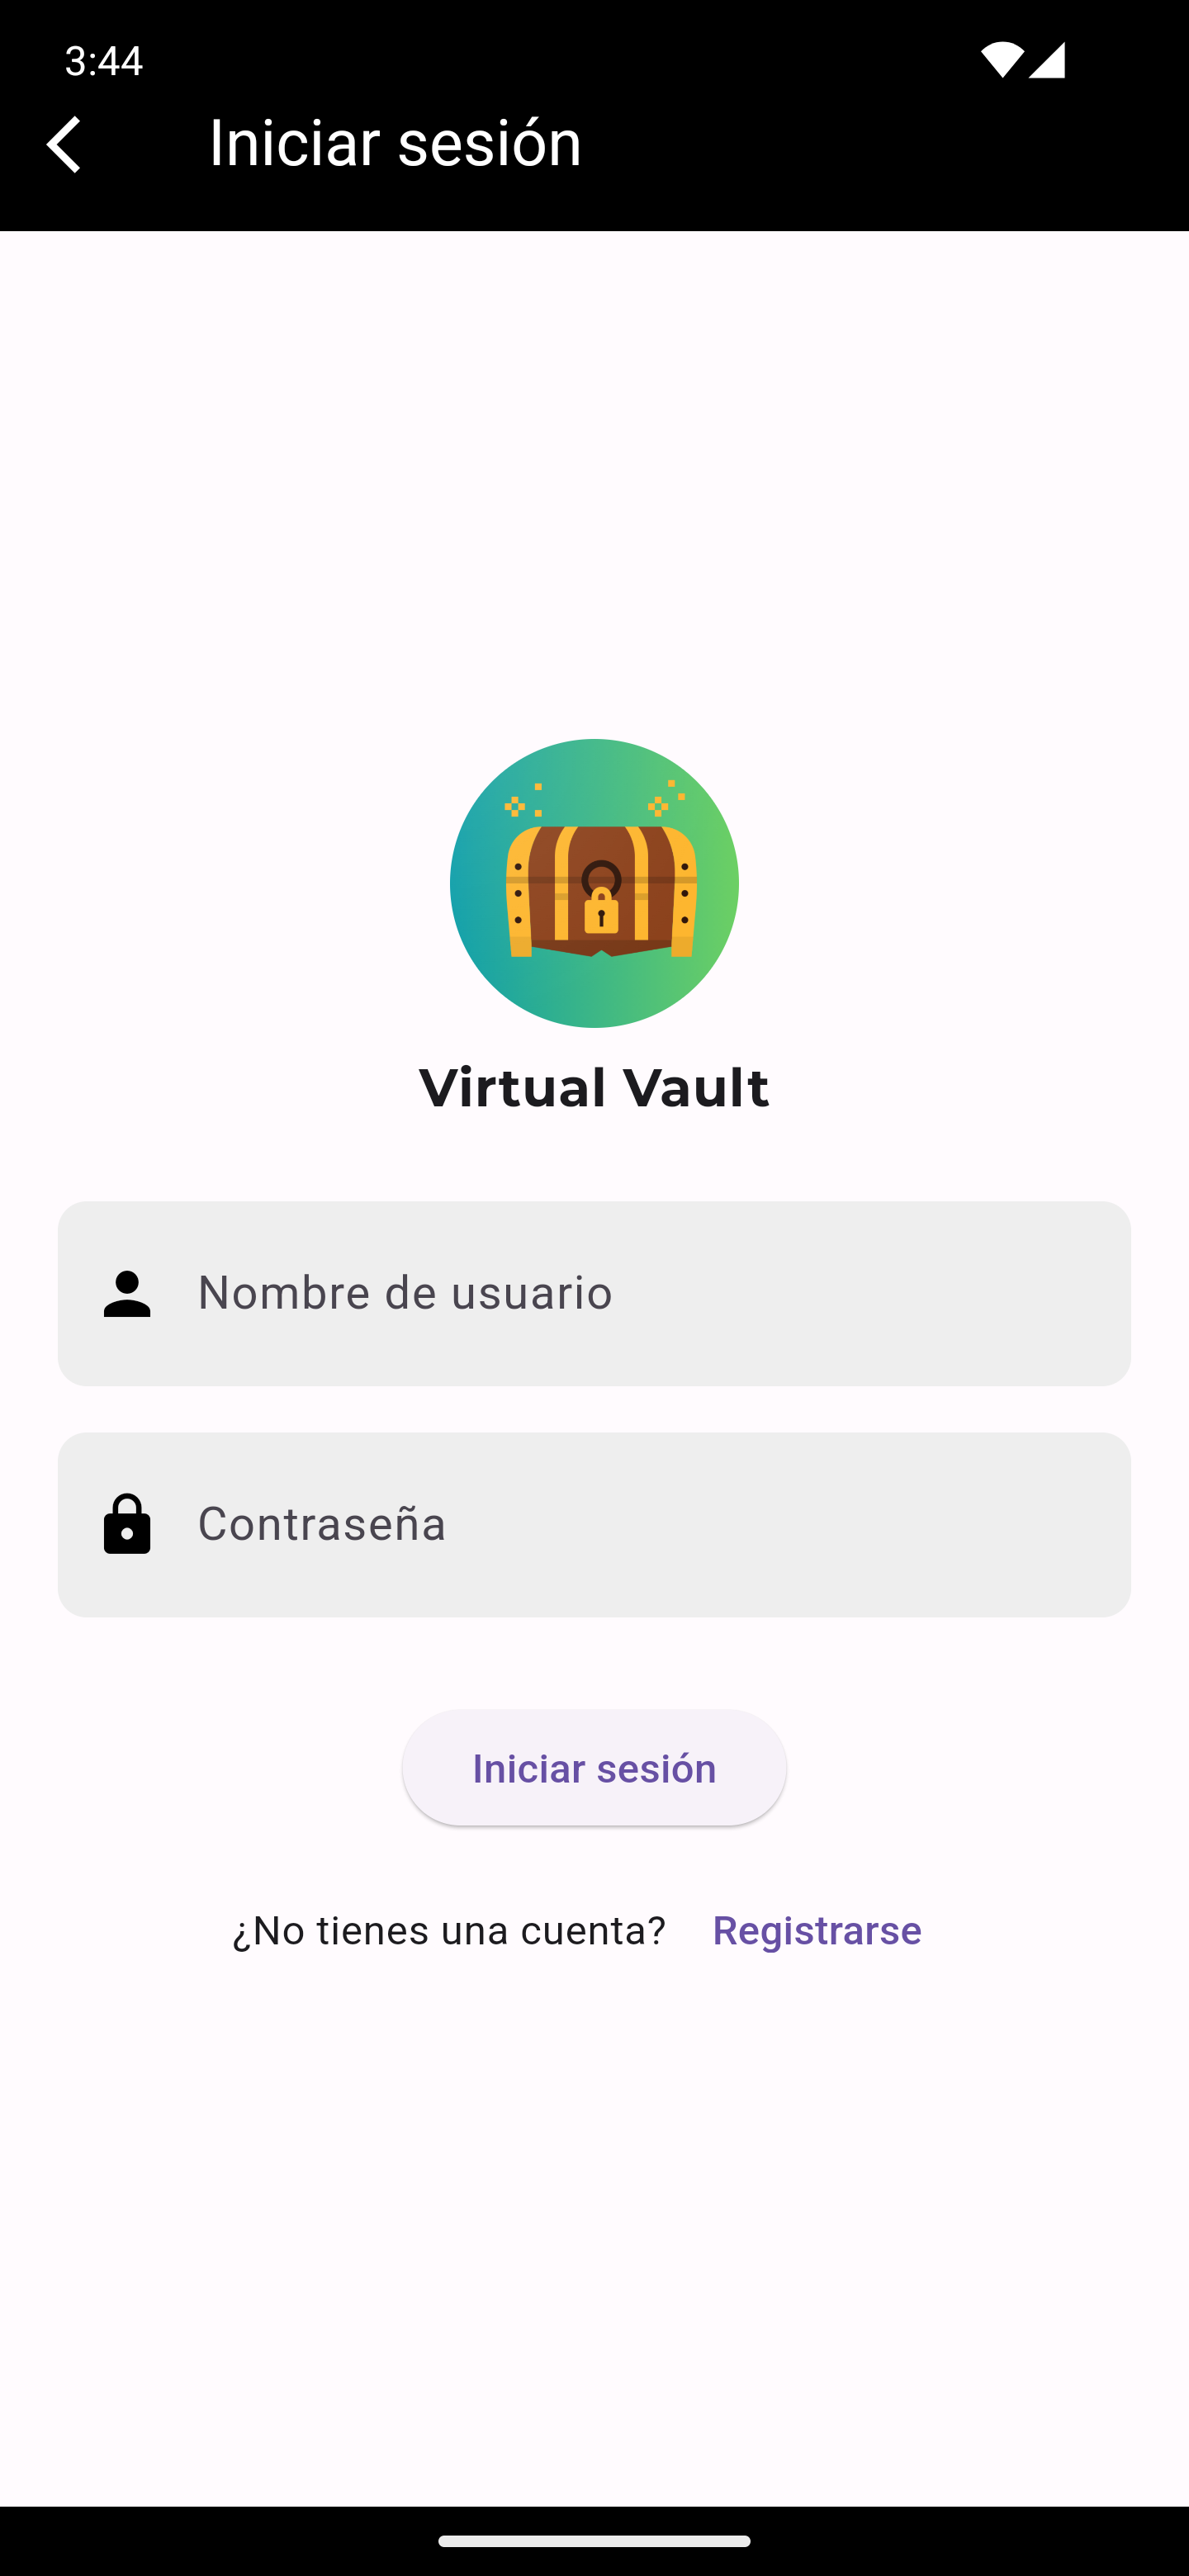 3:44
Iniciar sesión
Virtual Vault
Nombre de usuario
Contraseña
Iniciar sesión
¿No tienes una cuenta? Registrarse